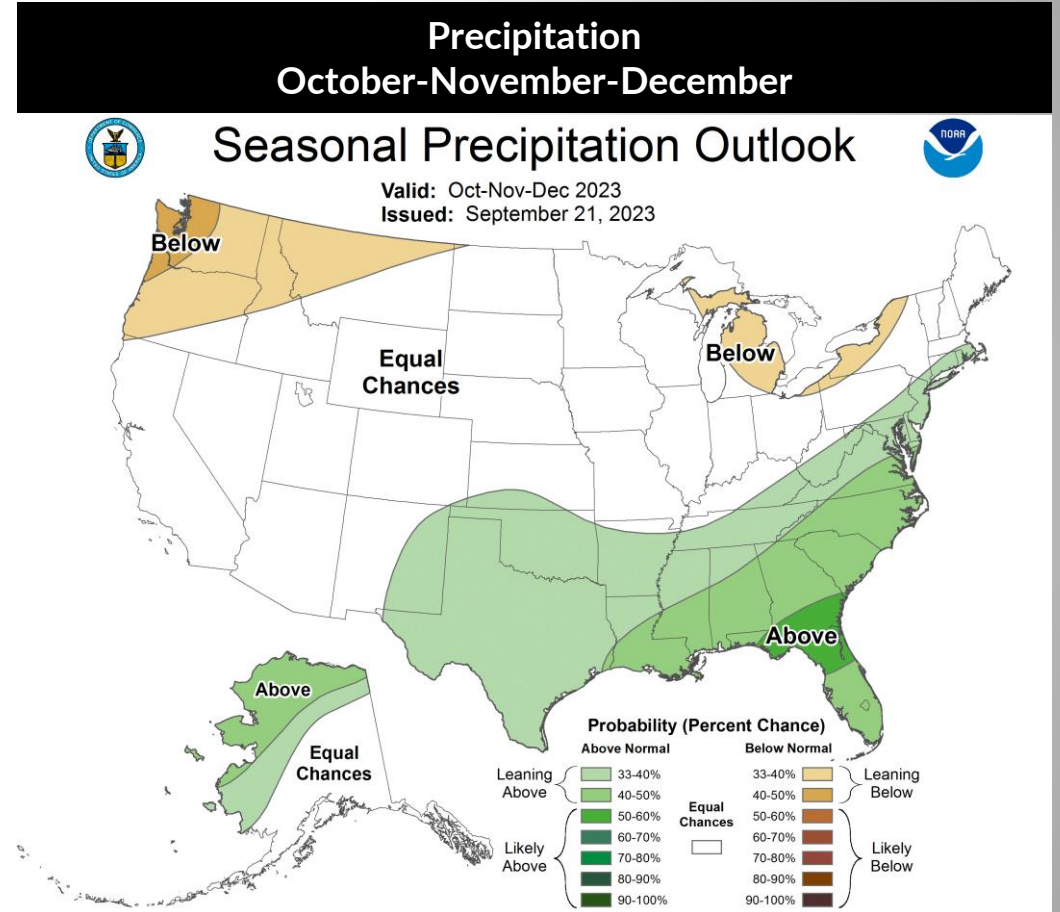 Precipitation
October-November-December
Seasonal Precipitation Outlook
NOAA
Valid: Oct-Nov-Dec 2023
Issued: September 21, 2023
Below
Equal
Chances
Below
Above
Above
Equal
Chances
Probability (Percent Chance)
Above Normal
Below Normal
Leaning
Above
33-40%
40-50%
Likely
Above
50-60%
60-70%
70-80%
80-90%
90-100%
Equal
Chances
33-40%
40-50%
Leaning
Below
50-60%
60-70%
70-80%
80-90%
90-100%
Likely
Below